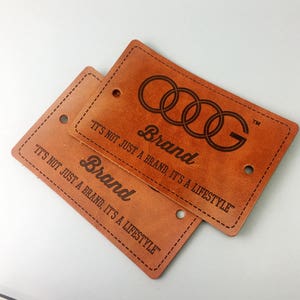 OOOG™
Brand
"IT'S NOT JUST A BRAND, IT'S A LIFESTYLE"
Brand
"IT'S NOT JUST A BRAND, IT'S A LIFESTYLE"